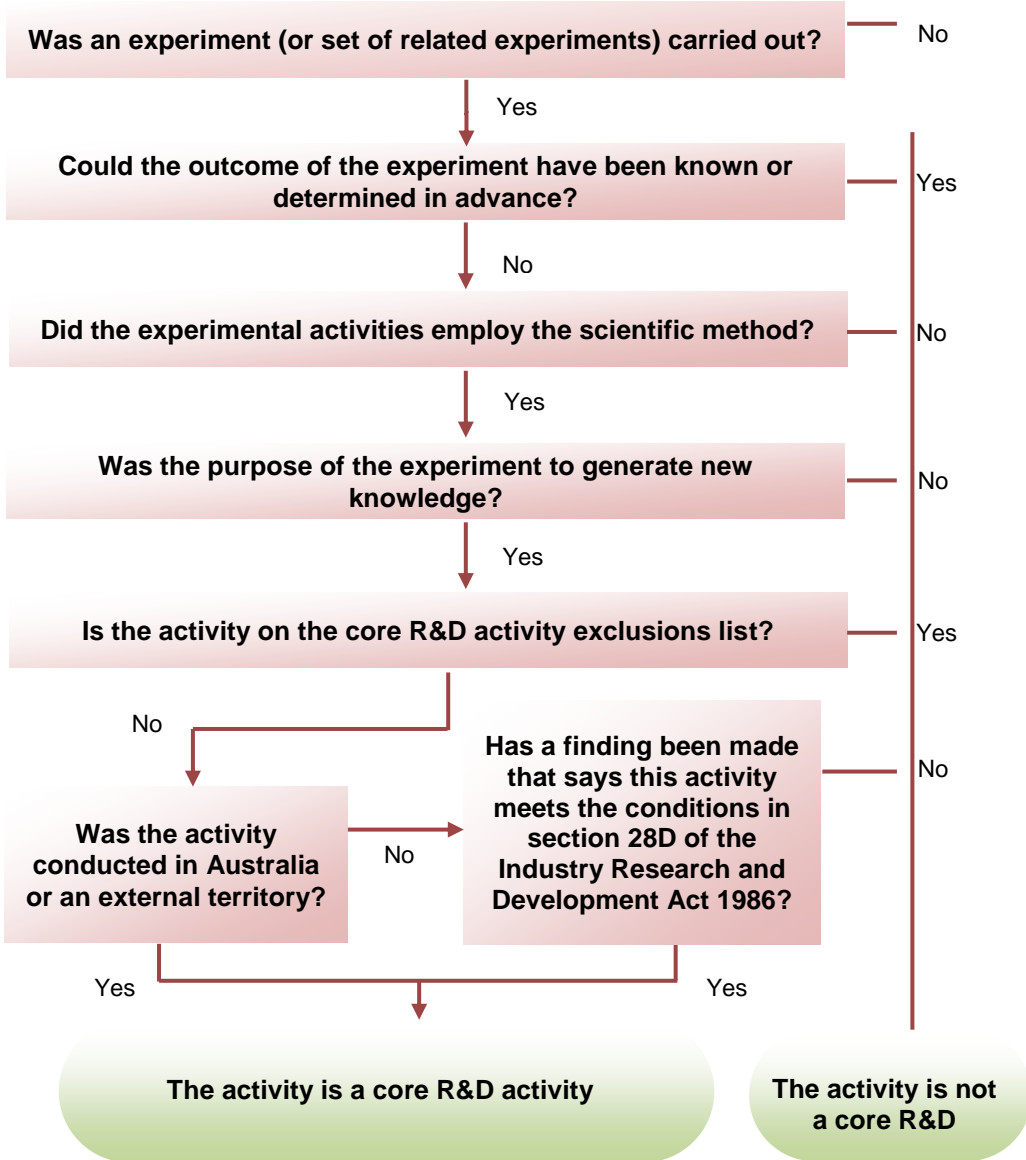 Was an experiment (or set of related experiments) carried out?
No
Yes
Could the outcome of the experiment have been known or
determined in advance?
Yes
No
Did the experimental activities employ the scientific method?
No
Yes
Was the purpose of the experiment to generate new
knowledge?
No
Yes
Is the activity on the core R&D activity exclusions list?
Yes
No
Was the activity
conducted in Australia
or an external territory?
No
Has a finding been made
that says this activity
meets the conditions in
section 28D of the
Industry Research and
Development Act 1986?
No
Yes
Yes
The activity is a core R&D activity
The activity is not
a core R&D